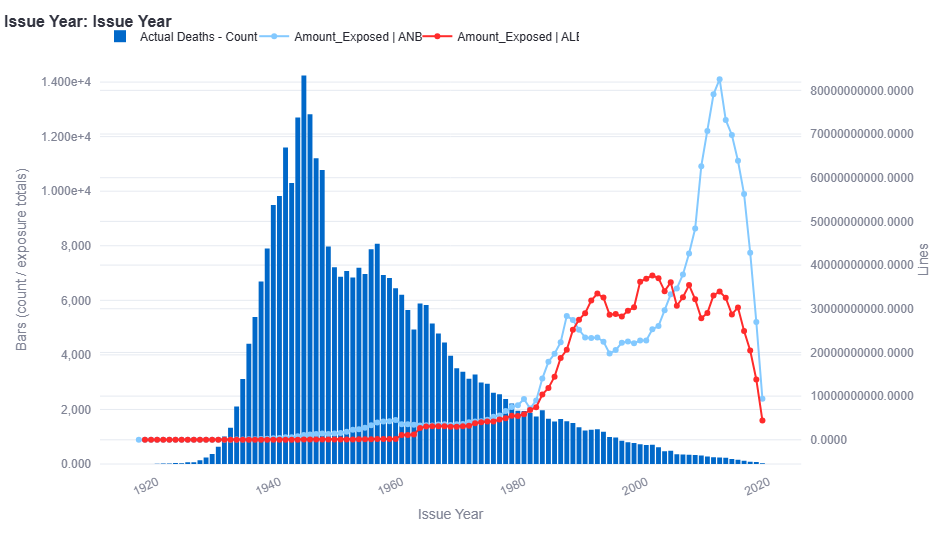 Issue Year: Issue Year
Actual Deaths - Count
Amount_Exposed | ANB
Amount_Exposed | ALB
1.400e+4
1.200e+4
1.000e+4
8,000
6,000
4,000
2,000
0.000
Bars (count / exposure totals)
80000000000.0000
70000000000.0000
60000000000.0000
50000000000.0000
40000000000.0000
30000000000.0000
20000000000.0000
10000000000.0000
0.0000
Lines
1920
1940
1960
1980
2000
2020
Issue Year